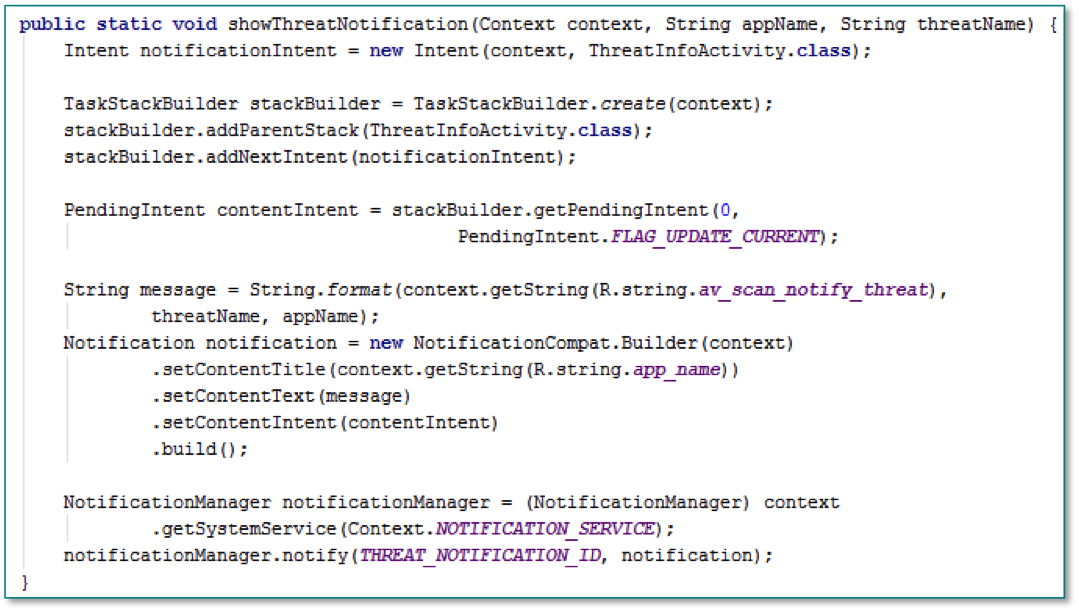 public static void showThreatNotification(Context context, String appName, String threatName) {
    Intent notificationIntent = new Intent(context, ThreatInfoActivity.class);

    TaskStackBuilder stackBuilder = TaskStackBuilder.create(context);
    stackBuilder.addParentStack(ThreatInfoActivity.class);
    stackBuilder.addNextIntent(notificationIntent);

    PendingIntent contentIntent = stackBuilder.getPendingIntent(0,
                                        PendingIntent.FLAG_UPDATE_CURRENT);

    String message = String.format(context.getString(R.string.av_scan_notify_threat),
            threatName, appName);
    Notification notification = new NotificationCompat.Builder(context)
            .setContentTitle(context.getString(R.string.app_name))
            .setContentText(message)
            .setContentIntent(contentIntent)
            .build();

    NotificationManager notificationManager = (NotificationManager) context
            .getSystemService(Context.NOTIFICATION_SERVICE);
    notificationManager.notify(THREAT_NOTIFICATION_ID, notification);
}